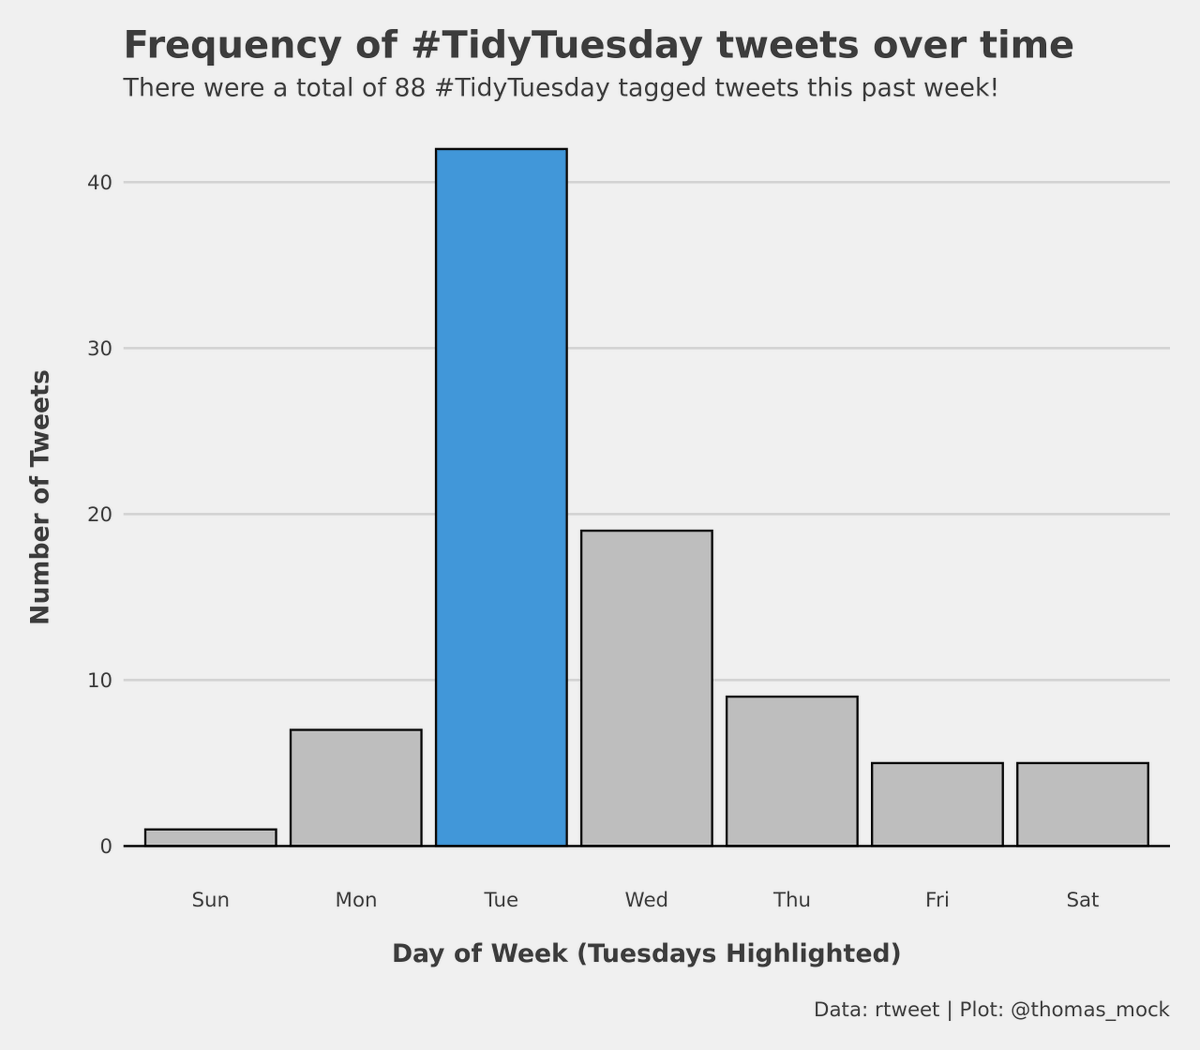 Frequency of #TidyTuesday tweets over time
There were a total of 88 #TidyTuesday tagged tweets this past week!
Number of Tweets
40
30
20
10
0
Sun Mon Tue Wed Thu Fri Sat
Day of Week (Tuesdays Highlighted)
Data: rtweet | Plot: @thomas_mock